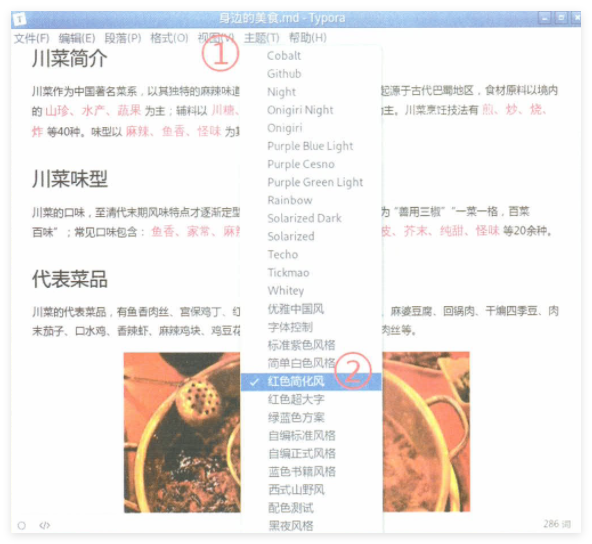 身边的美食.md - Typora
文件(F) 编辑(E) 段落(P) 格式(O) 视图(V) 主题(T) 帮助(H)
①
川菜简介
川菜作为中国著名菜系，以其独特的麻辣味道
起源于古代巴蜀地区，食材原料以境内
的 山珍、水产、蔬果 为主；辅料以 川糖、
主。川菜烹饪技法有 煎、炒、烧、
炸 等40种。味型以 麻辣、鱼香、怪味 为
川菜味型
川菜的口味，至清代末期风味特点才逐渐定型
为“善用三椒”“一菜一格，百菜
百味”；常见口味包含： 鱼香、家常、麻
皮、芥末、纯甜、怪味 等20余种。
代表菜品
川菜的代表菜品，有鱼香肉丝、宫保鸡丁、
、麻婆豆腐、回锅肉、干煸四季豆、肉
末茄子、口水鸡、香辣虾、麻辣鸡块、鸡豆花
肉丝等。
Cobalt
Github
Night
Onigiri Night
Onigiri
Purple Blue Light
Purple Cesno
Purple Green Light
Rainbow
Solarized Dark
Solarized
Techo
Tickmao
Whitey
优雅中国风
字体控制
标准紫色风格
简单白色风格
②
✓ 红色简化风
红色超大字
绿蓝色方案
自编标准风格
自编正式风格
蓝色书籍风格
西式山野风
配色测试
黑夜风格
</>
286 词